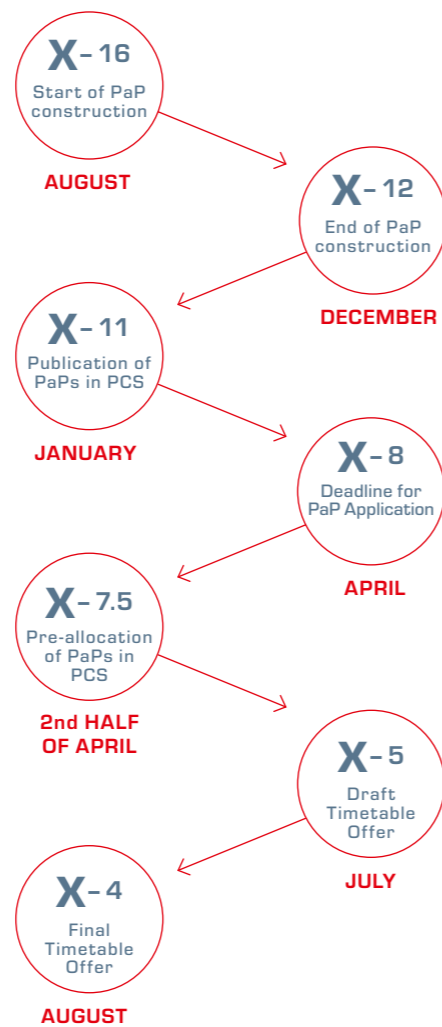 X-16
Start of PaP
construction
AUGUST
X-12
End of PaP
construction
DECEMBER
X-11
Publication of
PaPs in PCS
JANUARY
X-8
Deadline for
PaP Application
APRIL
X-7.5
Pre-allocation
of PaPs in
PCS
2nd HALF
OF APRIL
X-5
Draft
Timetable
Offer
JULY
X-4
Final
Timetable
Offer
AUGUST